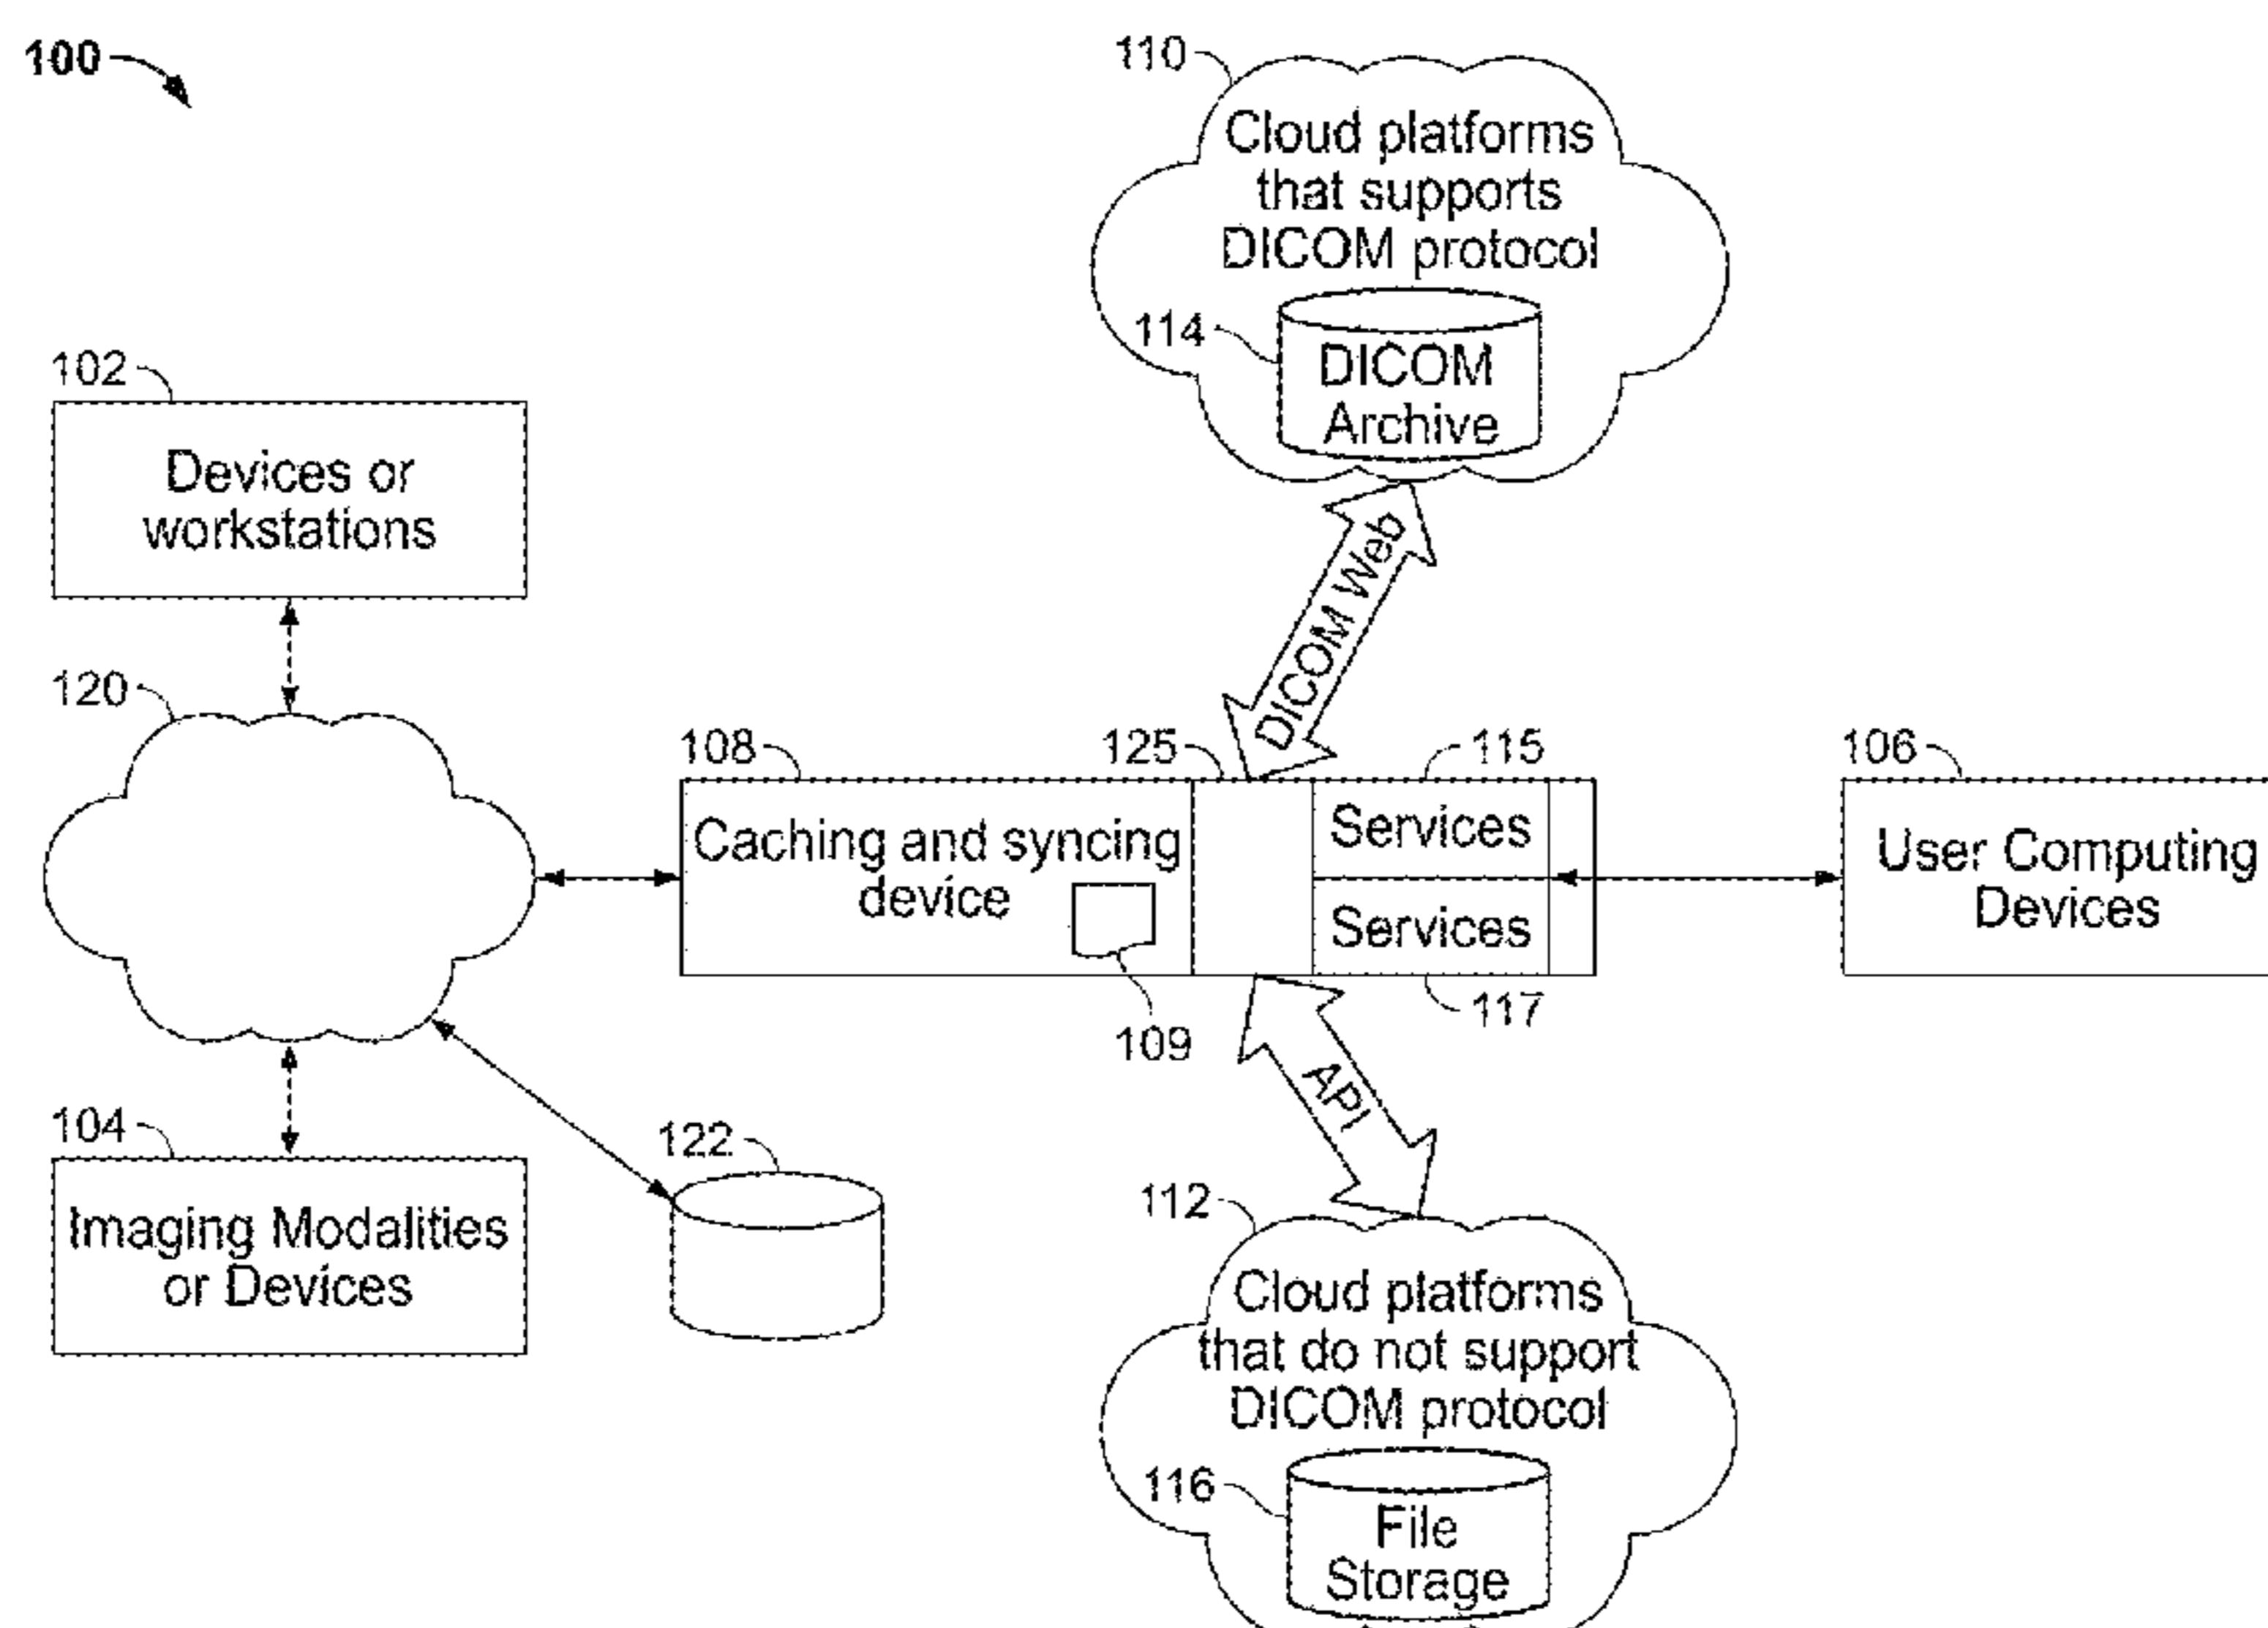 100
110
Cloud platforms
that supports
DICOM protocol
114
DICOM
Archive
102
Devices or
workstations
DICOM Web
120
108
125
115
106
Caching and syncing
device
Services
Services
User Computing
Devices
109
117
API
104
122
Imaging Modalities
or Devices
112
Cloud platforms
that do not support
DICOM protocol
116
File
Storage